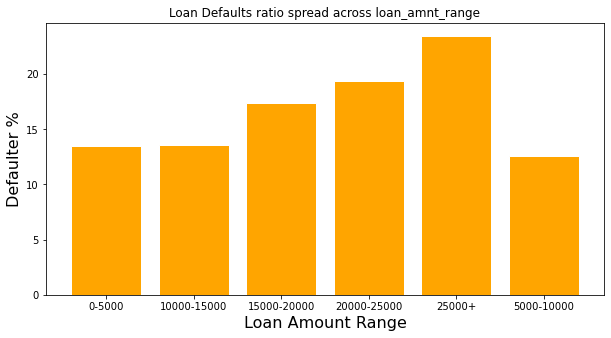 Loan Defaults ratio spread across loan_amnt_range
Defaulter %
20
15
10
5
0
0-5000 10000-15000 15000-20000 20000-25000 25000+ 5000-10000
Loan Amount Range